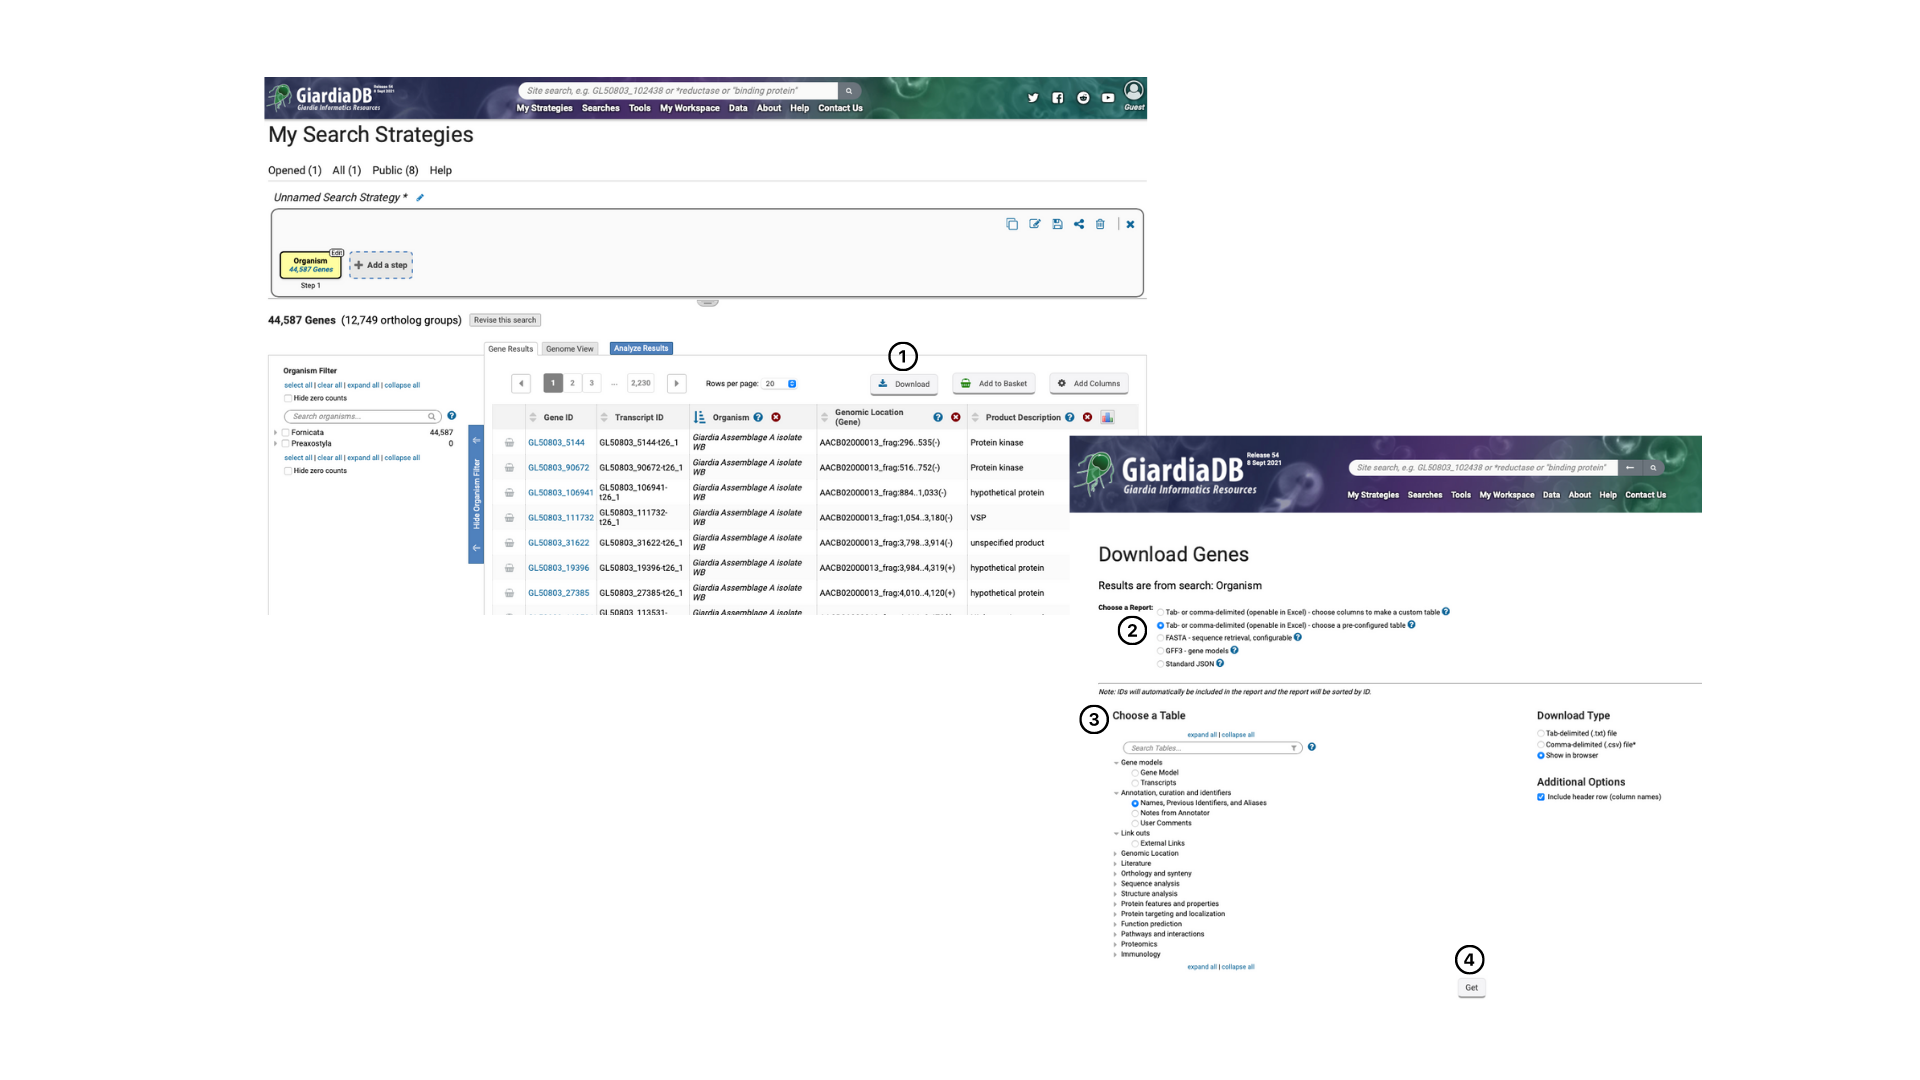 GiardiaDB
Release 54
8 Sept 2021
Giardia Informatics Resources
Site search, e.g. GL50803_102438 or *reductase or "binding protein"
My Strategies Searches Tools My Workspace Data About Help Contact Us
Guest
My Search Strategies
Opened (1) All (1) Public (8) Help
Unnamed Search Strategy *
Organism
Edit
44,587 Genes
Step 1
+ Add a step
44,587 Genes (12,749 ortholog groups) Revise this search
Gene Results Genome View Analyze Results
1
Organism Filter
select all | clear all | expand all | collapse all
Hide zero counts
Search organisms...
Fornicata 44,587
Preaxostyla 0
select all | clear all | expand all | collapse all
Hide zero counts
Hide Organism Filter
1 2 3 ... 2,230 Rows per page: 20 Download Add to Basket Add Columns
Gene ID Transcript ID Organism Genomic Location (Gene) Product Description
GL50803_5144 GL50803_5144-t26_1 Giardia Assemblage A isolate WB AACB02000013_frag:296..535(-) Protein kinase
GL50803_90672 GL50803_90672-t26_1 Giardia Assemblage A isolate WB AACB02000013_frag:516..752(-) Protein kinase
GL50803_106941 GL50803_106941-t26_1 Giardia Assemblage A isolate WB AACB02000013_frag:884..1,033(-) hypothetical protein
GL50803_111732 GL50803_111732-t26_1 Giardia Assemblage A isolate WB AACB02000013_frag:1,054..3,180(-) VSP
GL50803_31622 GL50803_31622-t26_1 Giardia Assemblage A isolate WB AACB02000013_frag:3,798..3,914(-) unspecified product
GL50803_19396 GL50803_19396-t26_1 Giardia Assemblage A isolate WB AACB02000013_frag:3,984..4,319(+) hypothetical protein
GL50803_27385 GL50803_27385-t26_1 Giardia Assemblage A isolate WB AACB02000013_frag:4,010..4,120(+) hypothetical protein
GL50803_113531- Giardia Assemblage A isolate
GiardiaDB
Release 54
8 Sept 2021
Giardia Informatics Resources
Site search, e.g. GL50803_102438 or *reductase or "binding protein"
My Strategies Searches Tools My Workspace Data About Help Contact Us
Download Genes
Results are from search: Organism
Choose a Report:
Tab- or comma-delimited (openable in Excel) - choose columns to make a custom table
2
Tab- or comma-delimited (openable in Excel) - choose a pre-configured table
FASTA - sequence retrieval, configurable
GFF3 - gene models
Standard JSON
Note: IDs will automatically be included in the report and the report will be sorted by ID.
3 Choose a Table
expand all | collapse all
Search Tables...
Gene models
Gene Model
Transcripts
Annotation, curation and identifiers
Names, Previous Identifiers, and Aliases
Notes from Annotator
User Comments
Link outs
External Links
Genomic Location
Literature
Orthology and synteny
Sequence analysis
Structure analysis
Protein features and properties
Protein targeting and localization
Function prediction
Pathways and interactions
Proteomics
Immunology
expand all | collapse all
Download Type
Tab-delimited (.txt) file
Comma-delimited (.csv) file*
Show in browser
Additional Options
Include header row (column names)
4
Get